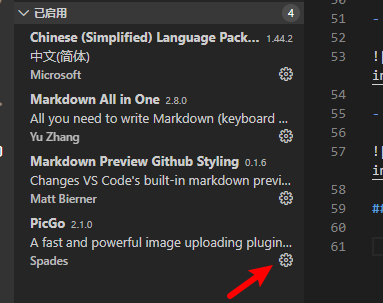 已启用 4
Chinese (Simplified) Language Pack... 1.44.2
中文(简体)
Microsoft
Markdown All in One 2.8.0
All you need to write Markdown (keyboard ...
Yu Zhang
Markdown Preview Github Styling 0.1.6
Changes VS Code's built-in markdown previ...
Matt Bierner
PicGo 2.1.0
A fast and powerful image uploading plugin...
Spades
51 -
52
53 ![
in
54
55 -
56
57 ![
in
58
59 ##
60
61